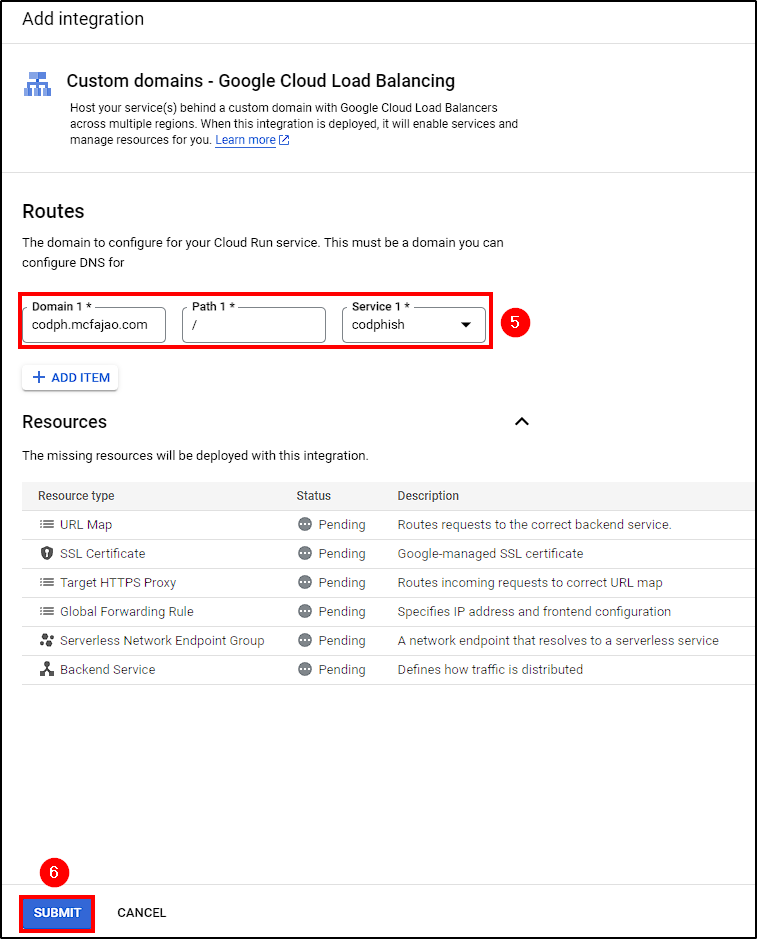 Add integration
Custom domains - Google Cloud Load Balancing
Host your service(s) behind a custom domain with Google Cloud Load Balancers
across multiple regions. When this integration is deployed, it will enable services and
manage resources for you. Learn more
Routes
The domain to configure for your Cloud Run service. This must be a domain you can
configure DNS for
Domain 1 * Path 1 * Service 1 *
codph.mcfajao.com / codphish 5
+ ADD ITEM
Resources
The missing resources will be deployed with this integration.
Resource type Status Description
URL Map Pending Routes requests to the correct backend service.
SSL Certificate Pending Google-managed SSL certificate
Target HTTPS Proxy Pending Routes incoming requests to correct URL map
Global Forwarding Rule Pending Specifies IP address and frontend configuration
Serverless Network Endpoint Group Pending A network endpoint that resolves to a serverless service
Backend Service Pending Defines how traffic is distributed
6
SUBMIT CANCEL